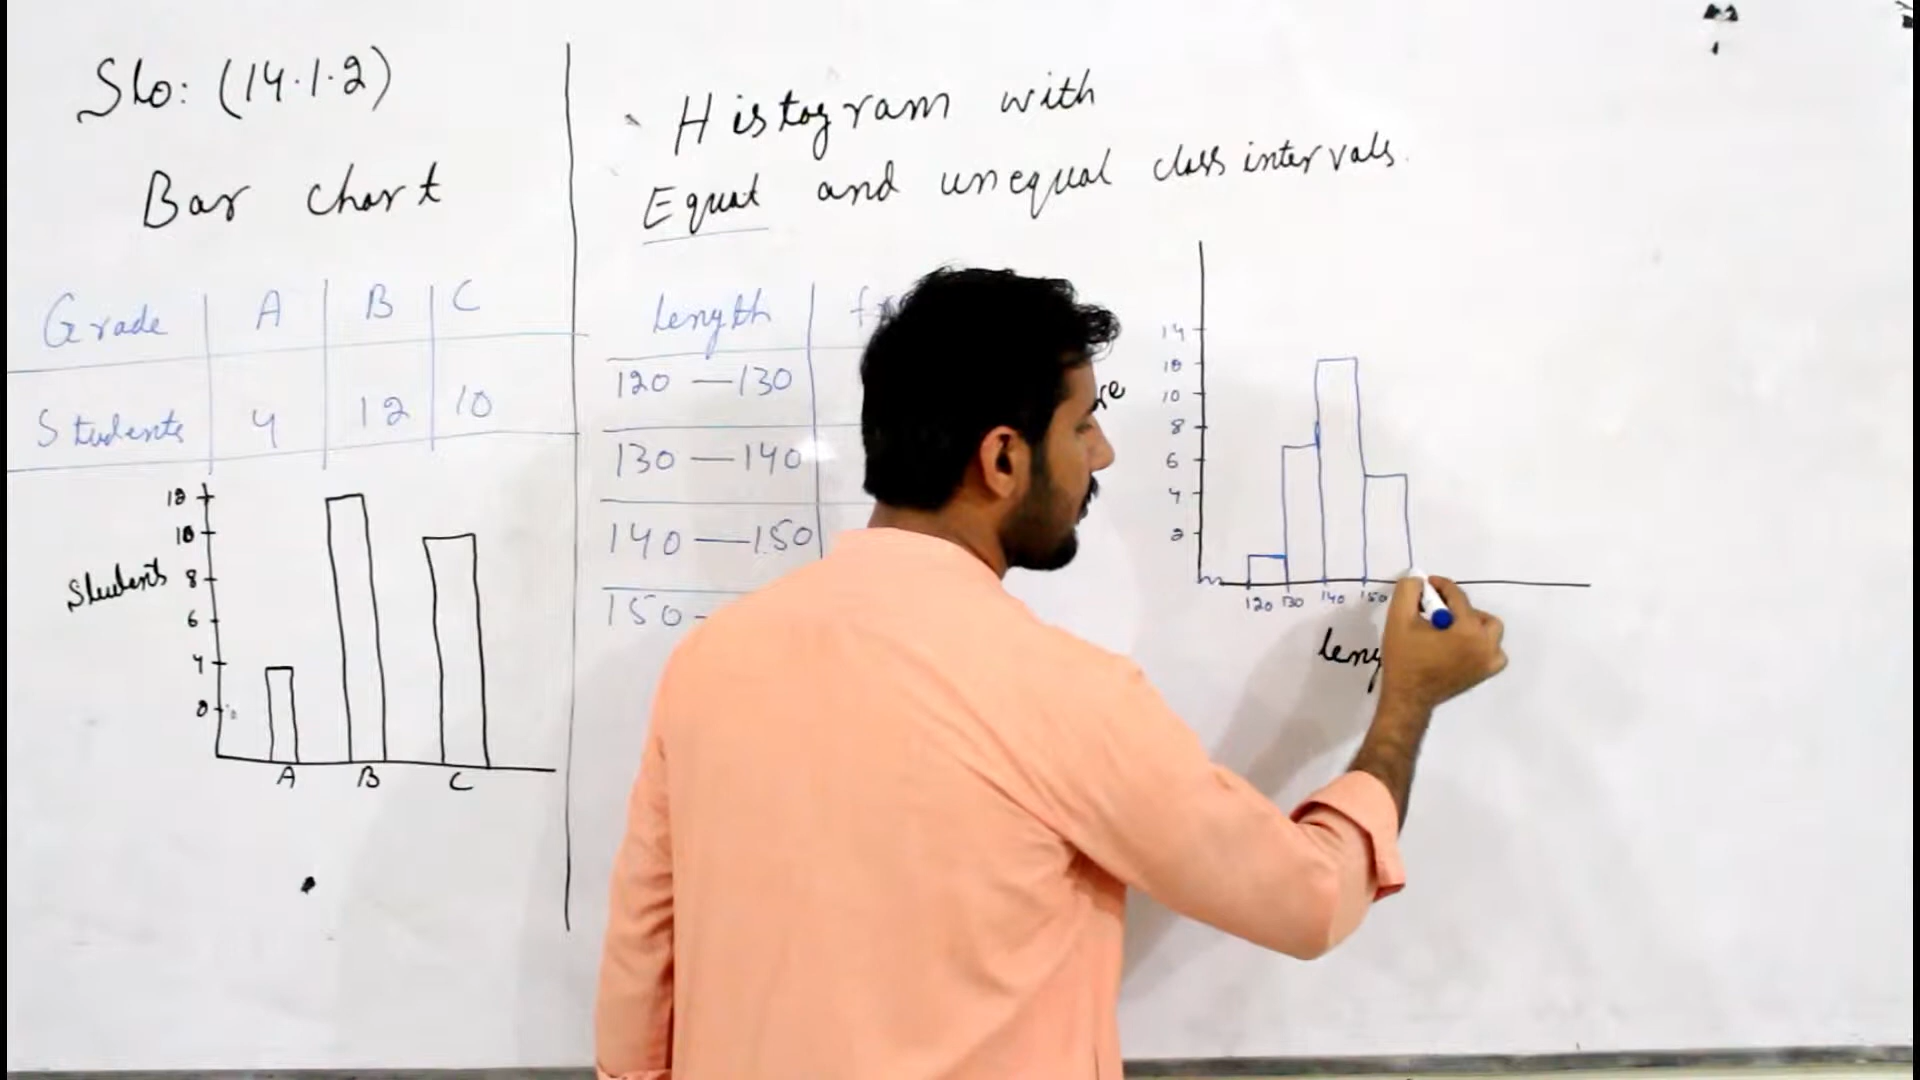 Slo: (14.1.2)
Bar chart
Grade A B C
Students 4 12 10
12
10
Students 8
6
4
2
A B C
Histogram with
Equal and unequal class intervals.
length
120 — 130
130 — 140
140 — 150
150 -
14
10
8
6
4
2
120 130 140 150